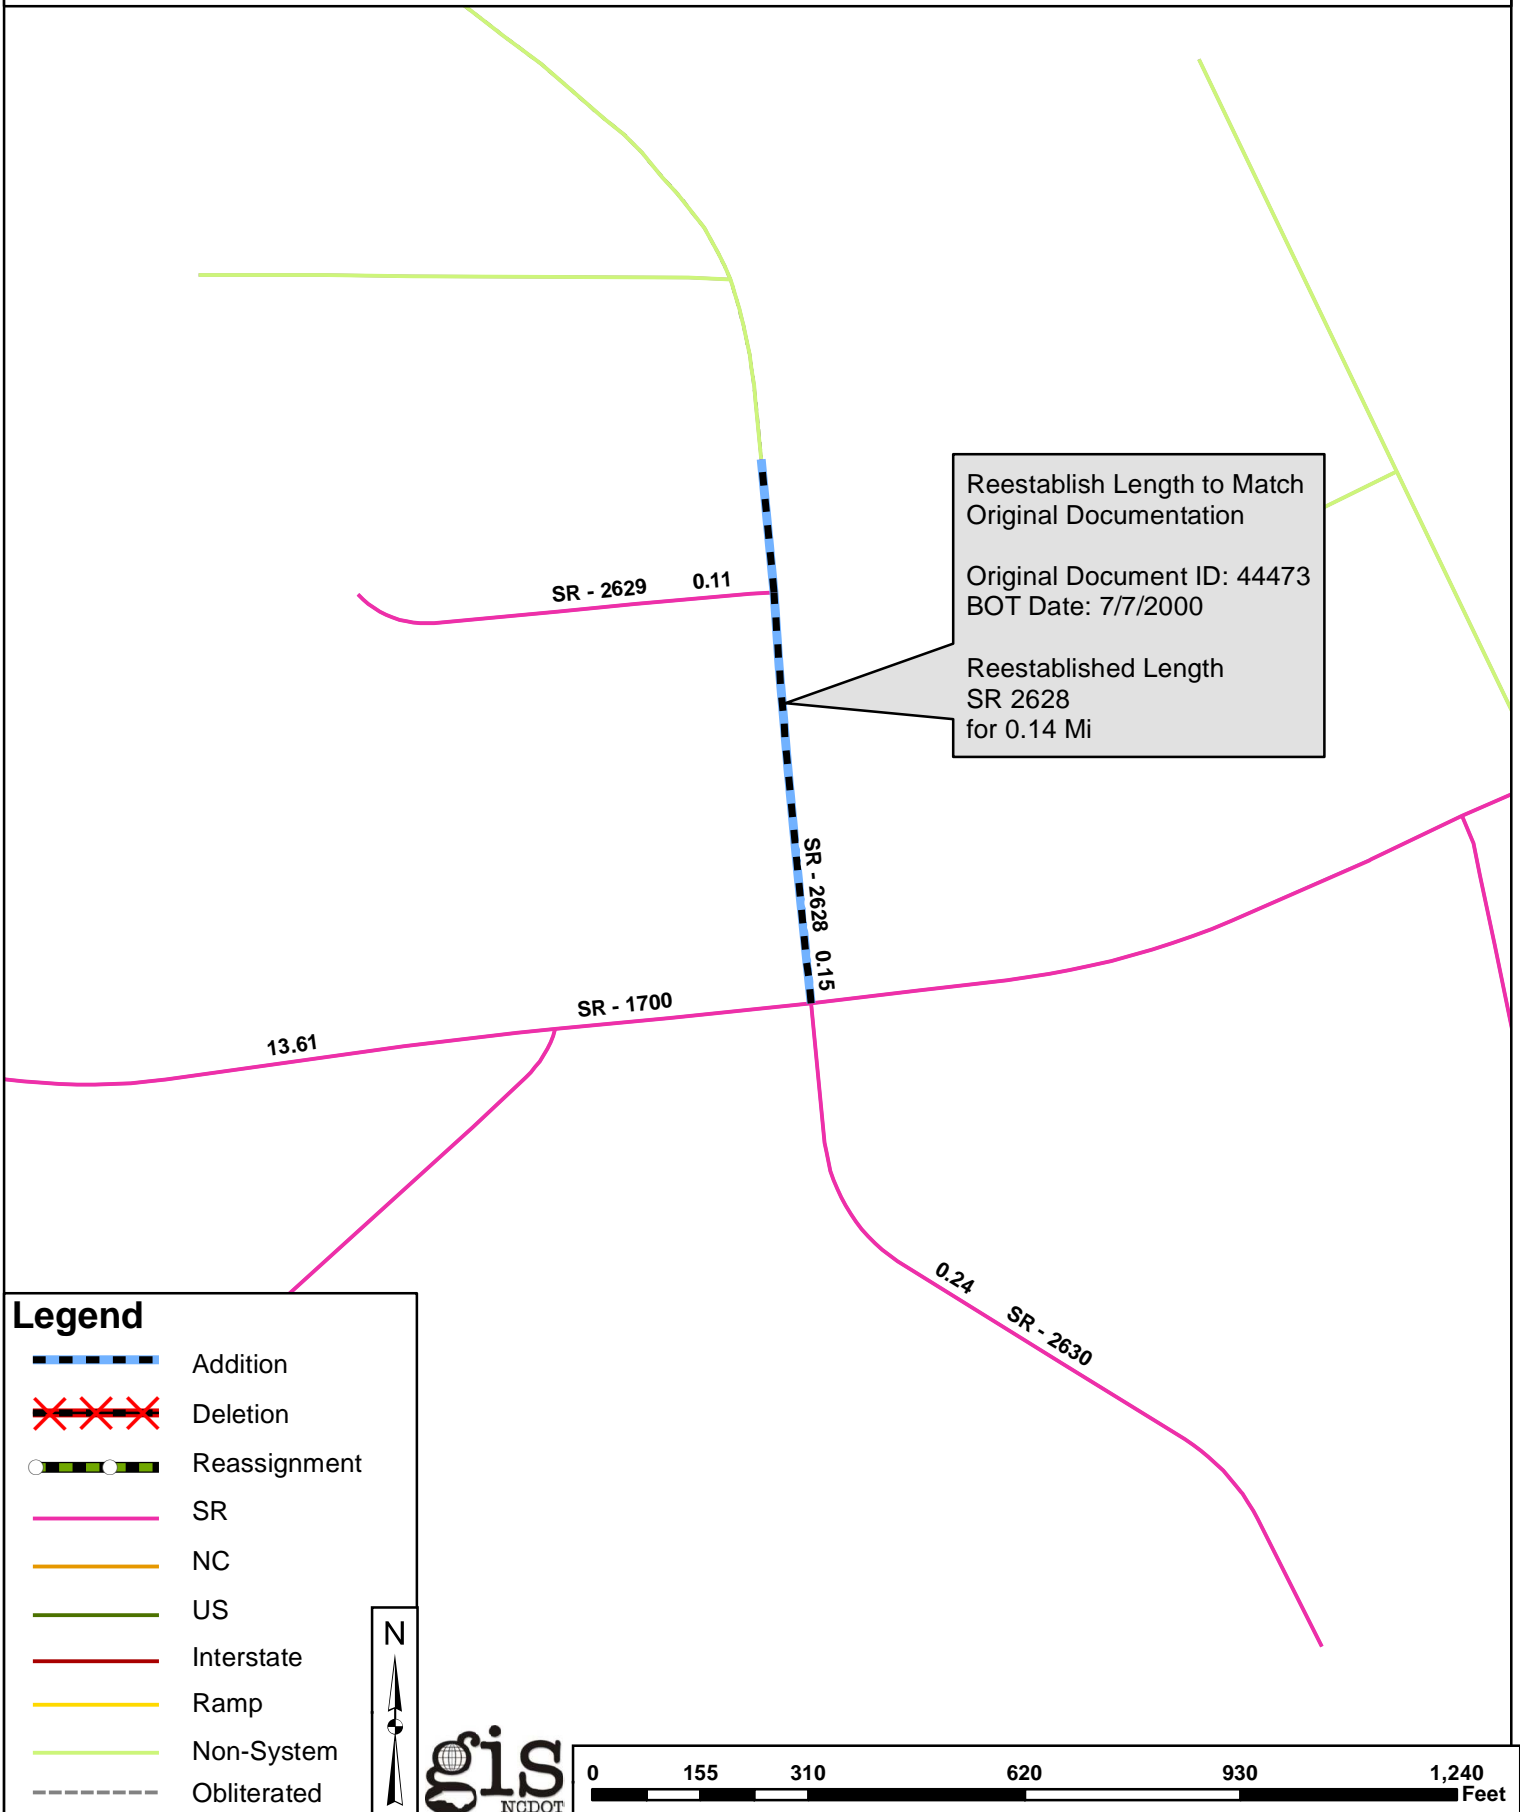 Reestablish Length to Match
Original Documentation
Original Document ID: 44473
BOT Date: 7/7/2000
Reestablished Length
SR 2628
for 0.14 Mi
SR - 2629 0.11
SR - 2628 0.15
SR - 1700
13.61
0.24 SR - 2630
Legend
Addition
Deletion
Reassignment
SR
NC
US
Interstate
Ramp
Non-System
Obliterated
N
gis
NCDOT
0 155 310 620 930 1,240
Feet